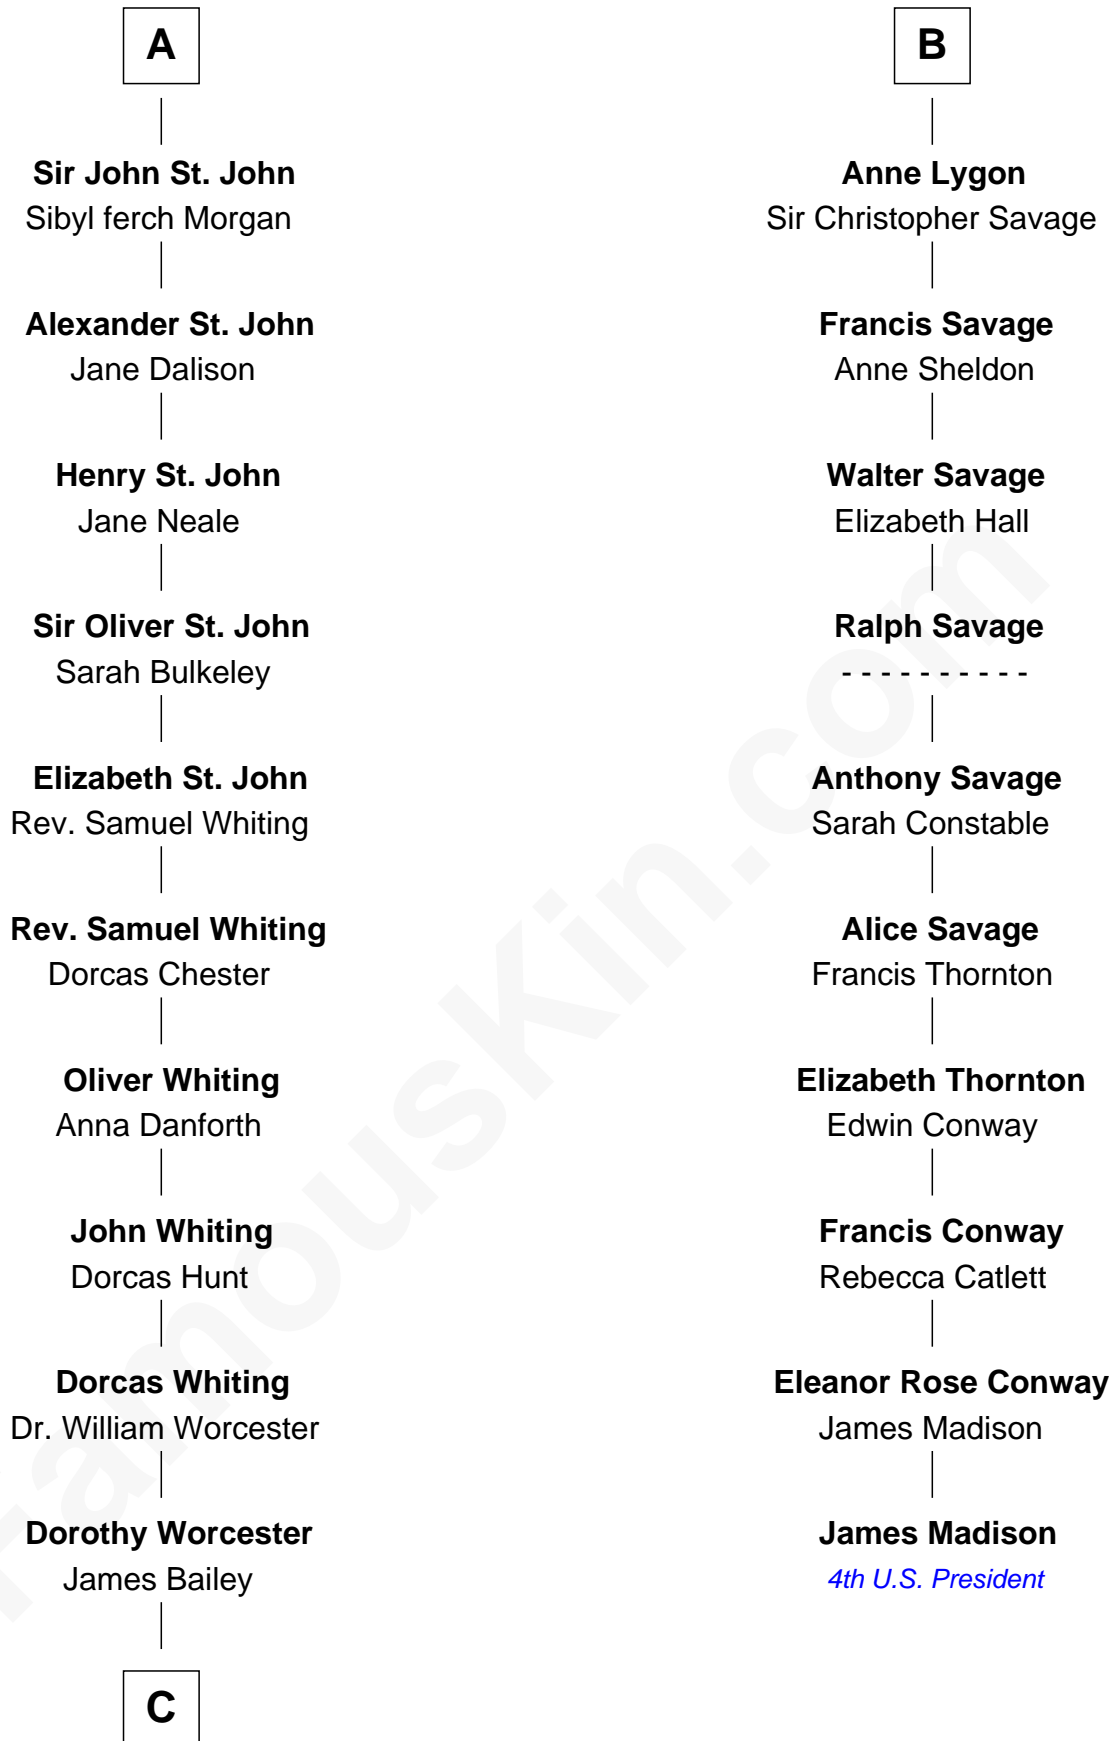 A
Sir John St. John
Sibyl ferch Morgan
Alexander St. John
Jane Dalison
Henry St. John
Jane Neale
Sir Oliver St. John
Sarah Bulkeley
Elizabeth St. John
Rev. Samuel Whiting
Rev. Samuel Whiting
Dorcas Chester
Oliver Whiting
Anna Danforth
John Whiting
Dorcas Hunt
Dorcas Whiting
Dr. William Worcester
Dorothy Worcester
James Bailey
C
B
Anne Lygon
Sir Christopher Savage
Francis Savage
Anne Sheldon
Walter Savage
Elizabeth Hall
Ralph Savage
- - - - - - - - - -
Anthony Savage
Sarah Constable
Alice Savage
Francis Thornton
Elizabeth Thornton
Edwin Conway
Francis Conway
Rebecca Catlett
Eleanor Rose Conway
James Madison
James Madison
4th U.S. President
FamousKin.com